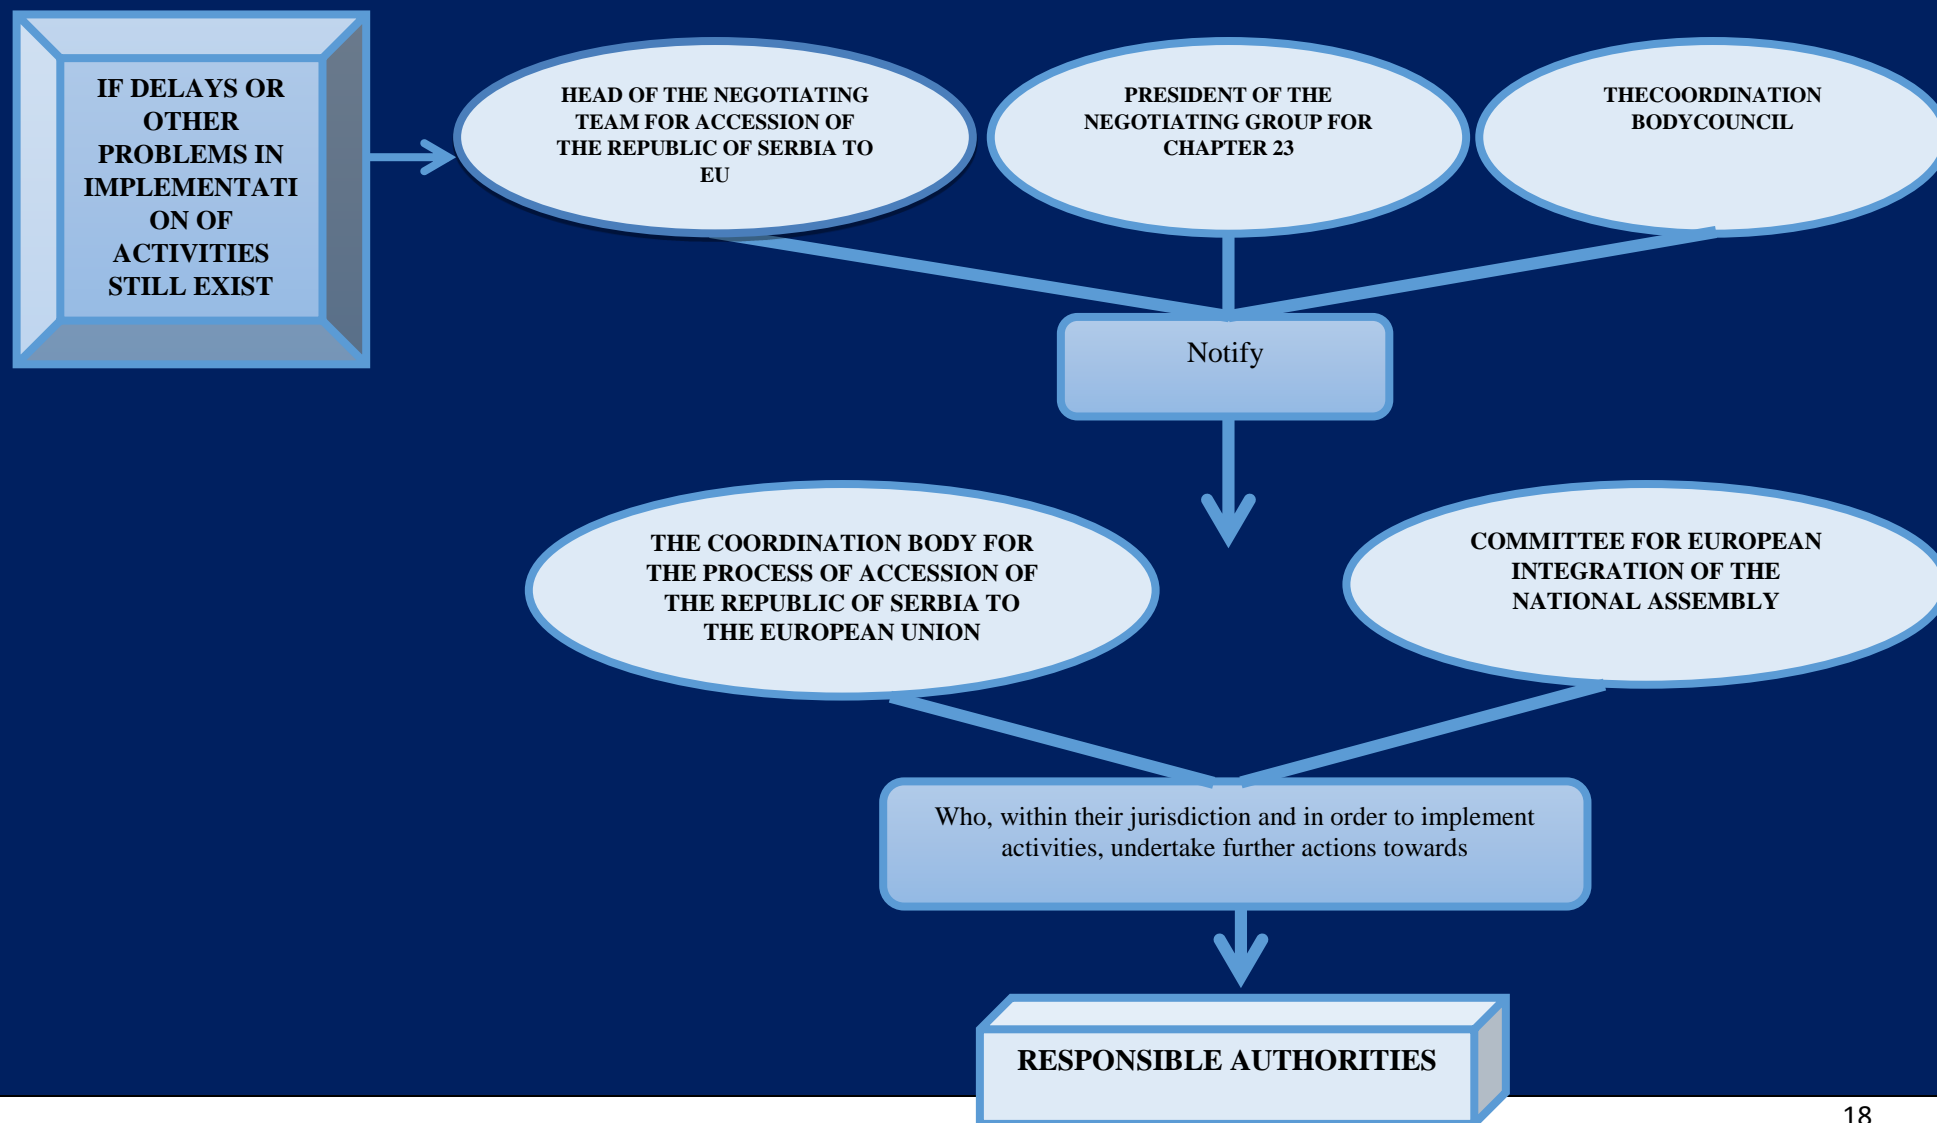 IF DELAYS OR
OTHER
PROBLEMS IN
IMPLEMENTATI
ON OF
ACTIVITIES
STILL EXIST
HEAD OF THE NEGOTIATING
TEAM FOR ACCESSION OF
THE REPUBLIC OF SERBIA TO
EU
PRESIDENT OF THE
NEGOTIATING GROUP FOR
CHAPTER 23
THECOORDINATION
BODYCOUNCIL
Notify
THE COORDINATION BODY FOR
THE PROCESS OF ACCESSION OF
THE REPUBLIC OF SERBIA TO
THE EUROPEAN UNION
COMMITTEE FOR EUROPEAN
INTEGRATION OF THE
NATIONAL ASSEMBLY
Who, within their jurisdiction and in order to implement
activities, undertake further actions towards
RESPONSIBLE AUTHORITIES
18